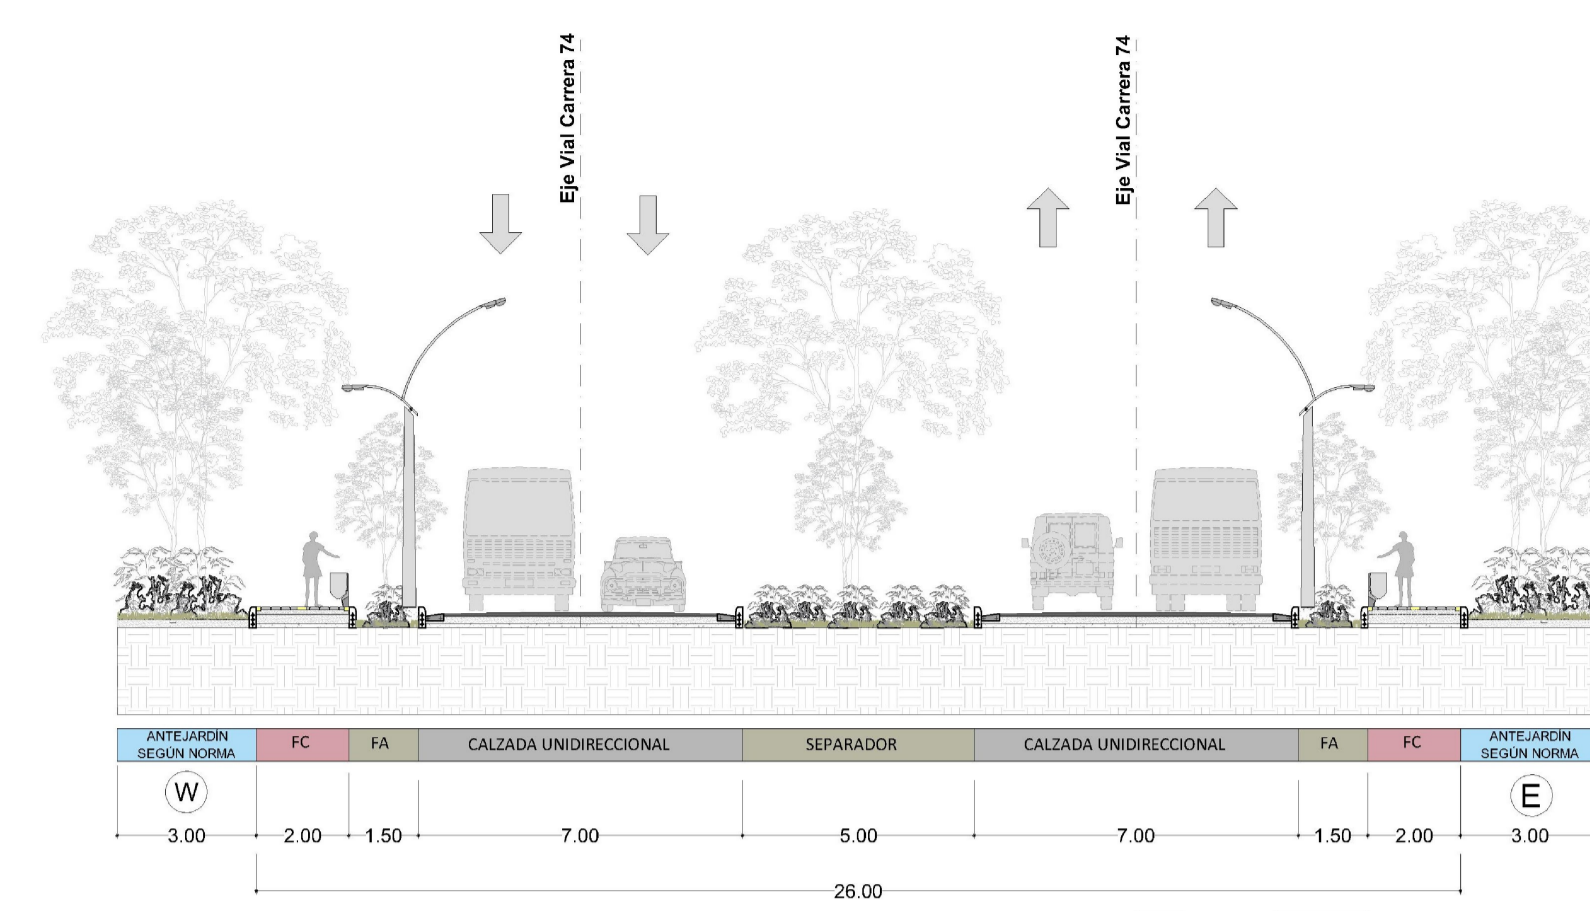 Eje Vial Carrera 74
Eje Vial Carrera 74
ANTEJARDÍN
SEGÚN NORMA
FC
FA
CALZADA UNIDIRECCIONAL
SEPARADOR
CALZADA UNIDIRECCIONAL
FA
FC
ANTEJARDÍN
SEGÚN NORMA
W
E
3.00
2.00
1.50
7.00
5.00
7.00
1.50
2.00
3.00
26.00